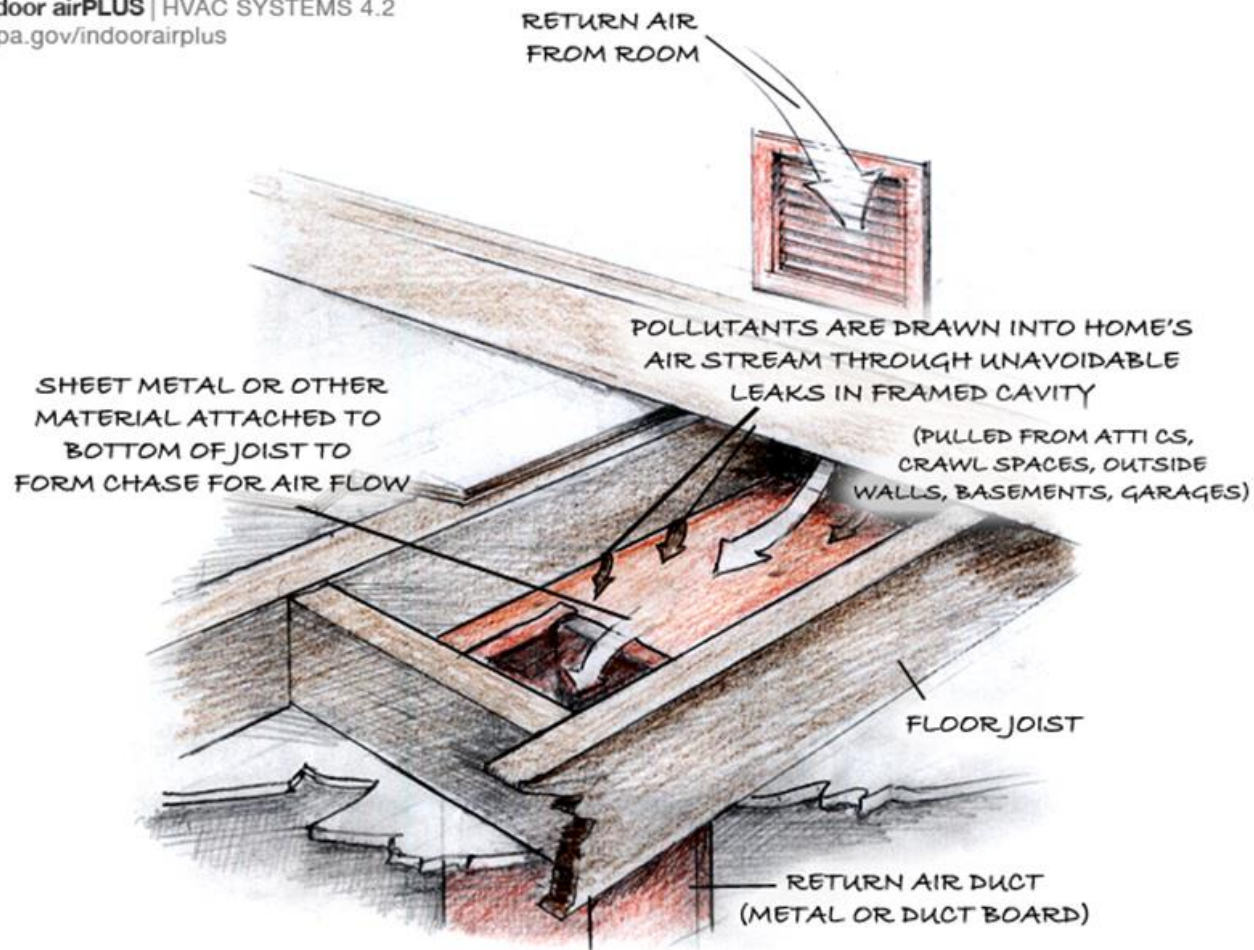 door airPLUS | HVAC SYSTEMS 4.2
pa.gov/indoorairplus
RETURN AIR
FROM ROOM
POLLUTANTS ARE DRAWN INTO HOME'S
AIR STREAM THROUGH UNAVOIDABLE
LEAKS IN FRAMED CAVITY
(PULLED FROM ATTI CS,
CRAWL SPACES, OUTSIDE
WALLS, BASEMENTS, GARAGES)
SHEET METAL OR OTHER
MATERIAL ATTACHED TO
BOTTOM OF JOIST TO
FORM CHASE FOR AIR FLOW
FLOOR JOIST
RETURN AIR DUCT
(METAL OR DUCT BOARD)